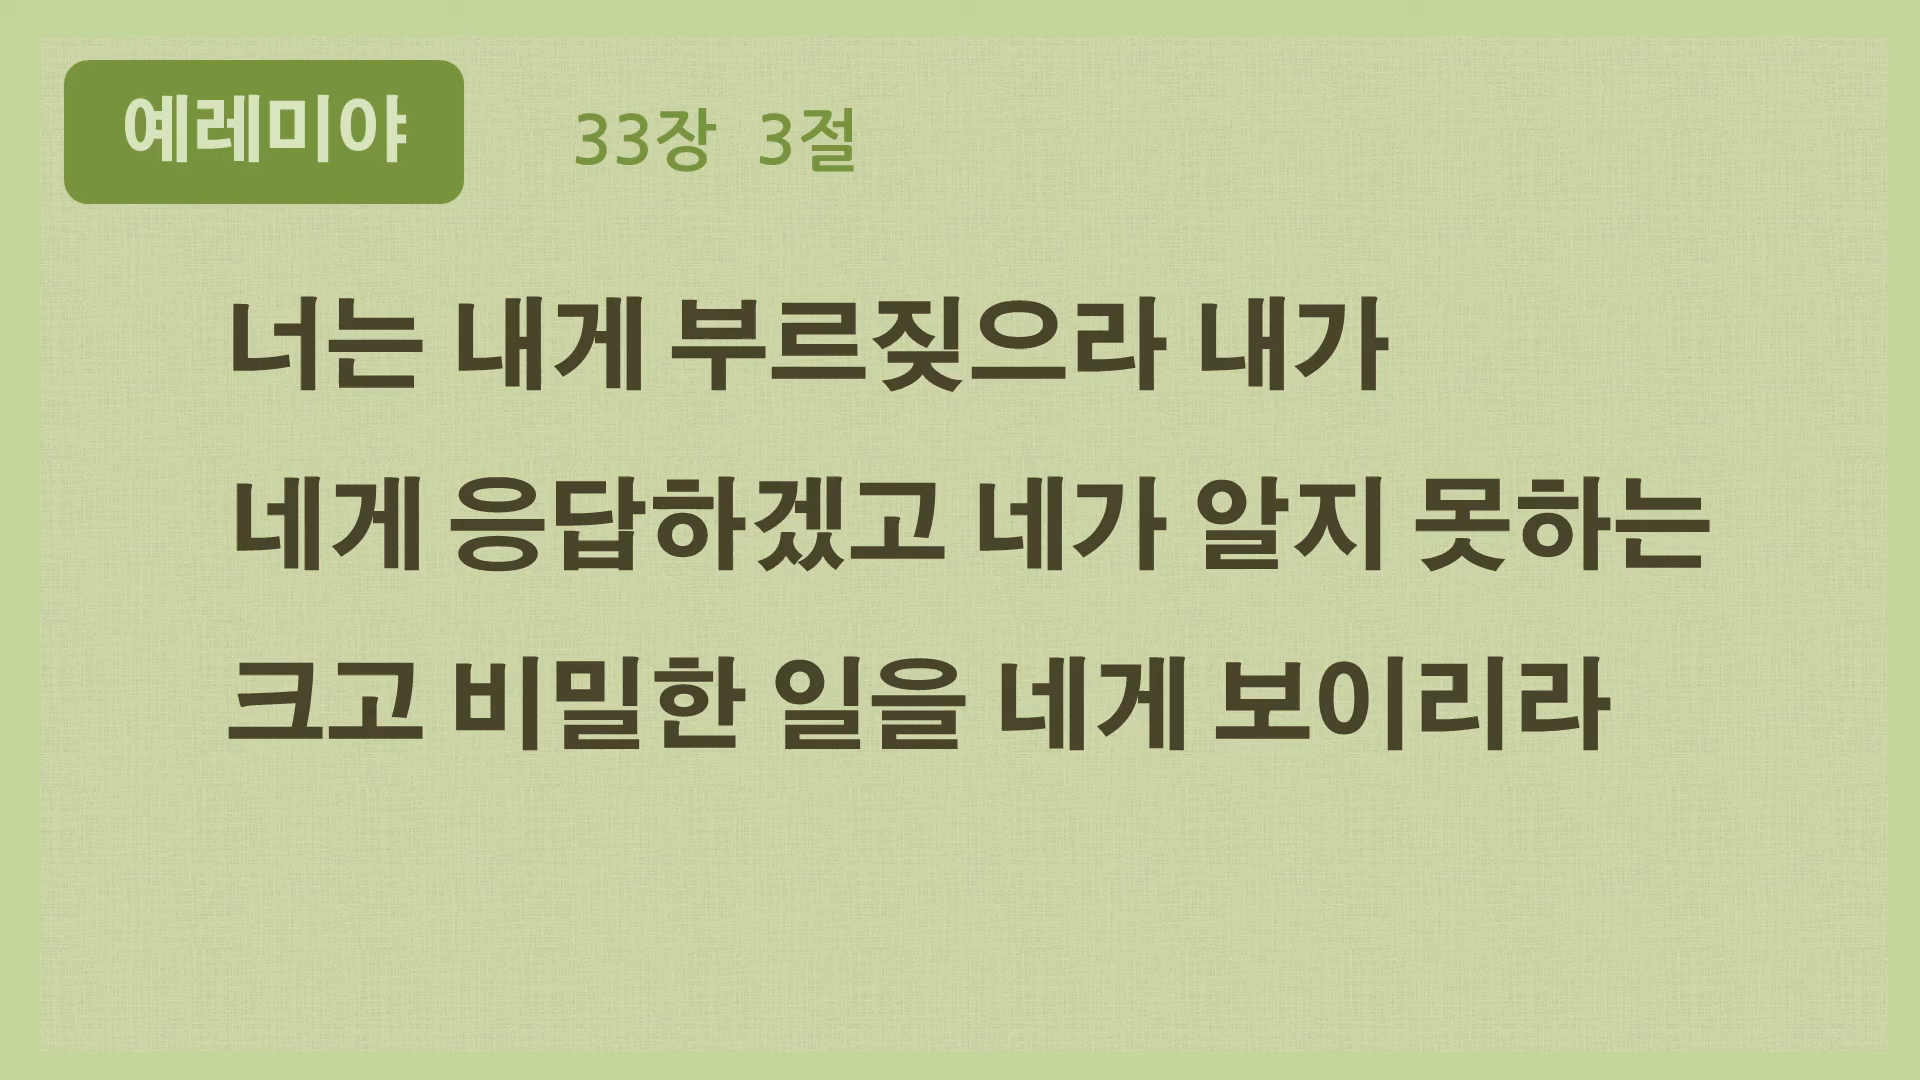 예레미야 33장 3절
너는 내게 부르짖으라 내가
네게 응답하겠고 네가 알지 못하는
크고 비밀한 일을 네게 보이리라